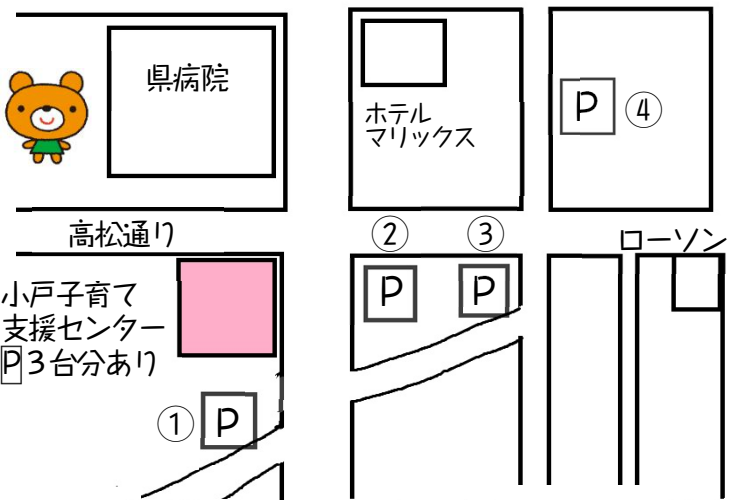 県病院
ホテル
マリックス
P ④
高松通り
② ③
ローソン
P P
小戸子育て
支援センター
P3台分あり
① P